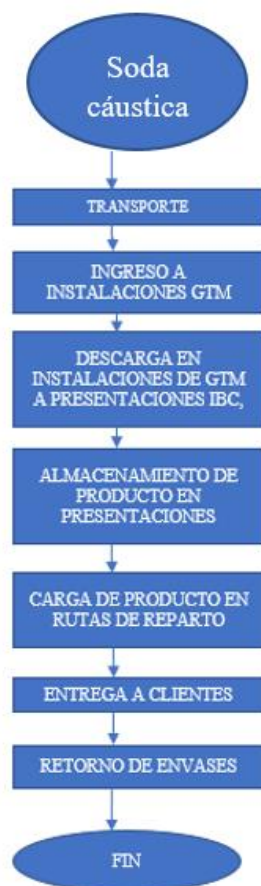 Soda
cáustica
TRANSPORTE
INGRESO A
INSTALACIONES GTM
DESCARGA EN
INSTALACIONES DE GTM
A PRESENTACIONES IBC,
ALMACENAMIENTO DE
PRODUCTO EN
PRESENTACIONES
CARGA DE PRODUCTO EN
RUTAS DE REPARTO
ENTREGA A CLIENTES
RETORNO DE ENVASES
FIN